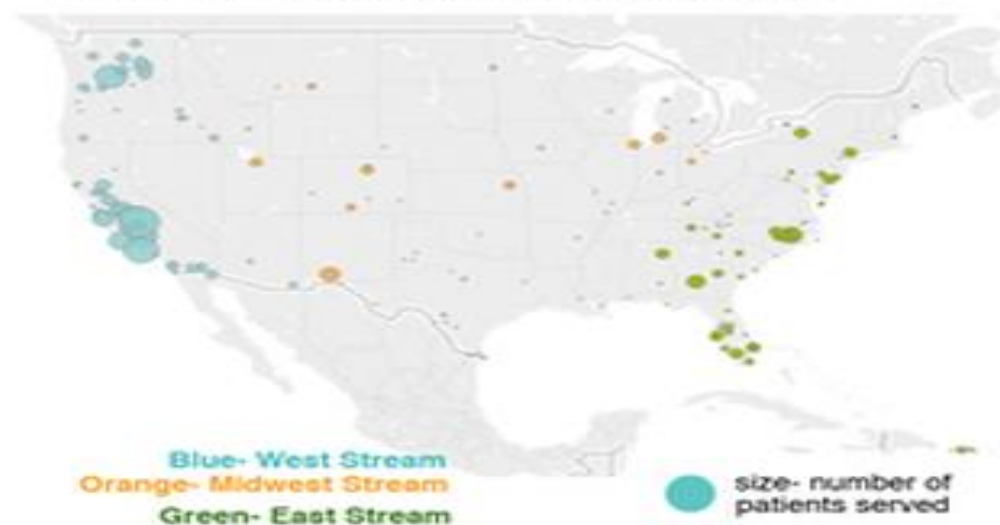 Blue- West Stream
Orange- Midwest Stream
Green- East Stream
size- number of
patients served